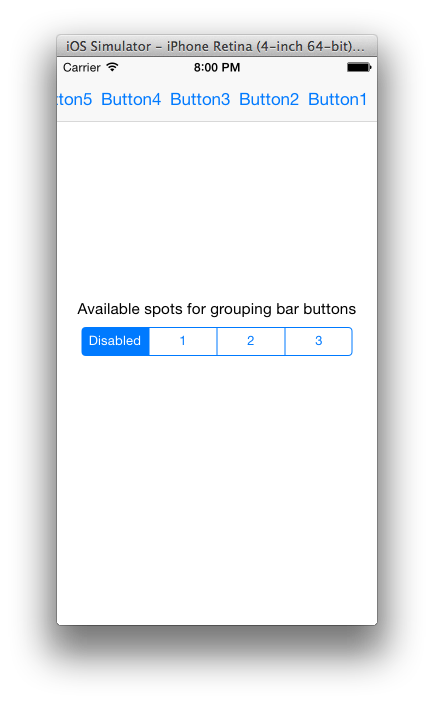 iOS Simulator – iPhone Retina (4-inch 64-bit)...
Carrier 8:00 PM
tton5 Button4 Button3 Button2 Button1
Available spots for grouping bar buttons
Disabled 1 2 3